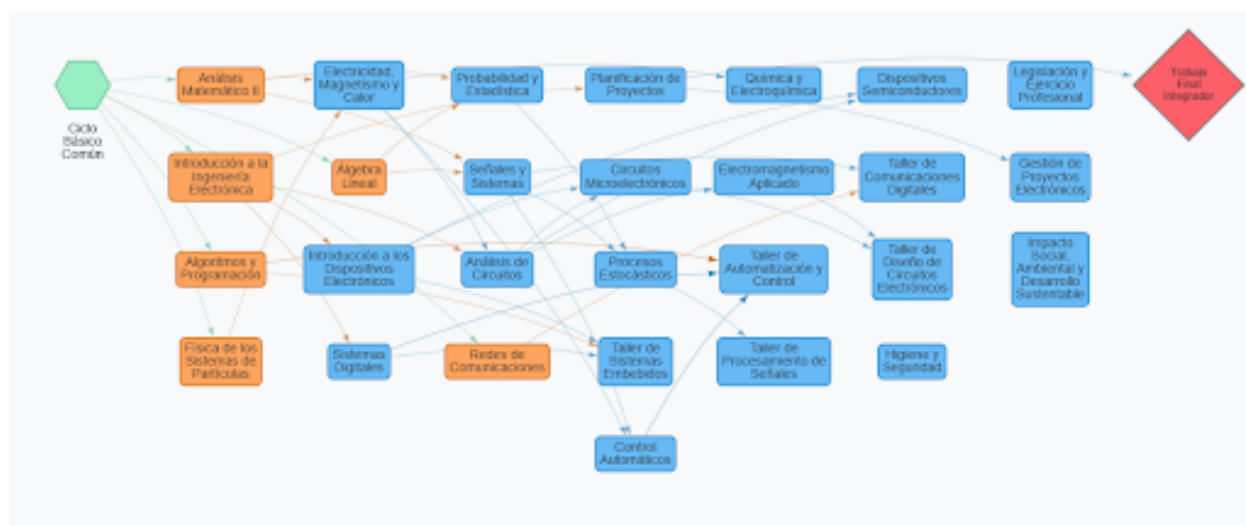 Ciclo
Básico
Común
Análisis
Matemático II
Electricidad,
Magnetismo y
Calor
Probabilidad y
Estadística
Planificación de
Proyectos
Química y
Electroquímica
Dispositivos
Semiconductores
Legislación y
Ejercicio
Profesional
Trabajo
Final
Integrador
Introducción a la
Ingeniería
Electrónica
Álgebra
Lineal
Señales y
Sistemas
Circuitos
Microelectrónicos
Electromagnetismo
Aplicado
Taller de
Comunicaciones
Digitales
Gestión de
Proyectos
Electrónicos
Algoritmos y
Programación
Introducción a los
Dispositivos
Electrónicos
Análisis de
Circuitos
Procesos
Estocásticos
Taller de
Automatización y
Control
Taller de
Diseño de
Circuitos
Electrónicos
Impacto
Social,
Ambiental y
Desarrollo
Sustentable
Física de los
Sistemas de
Partículas
Sistemas
Digitales
Redes de
Comunicaciones
Taller de
Sistemas
Embebidos
Taller de
Procesamiento de
Señales
Higiene y
Seguridad
Control
Automáticos